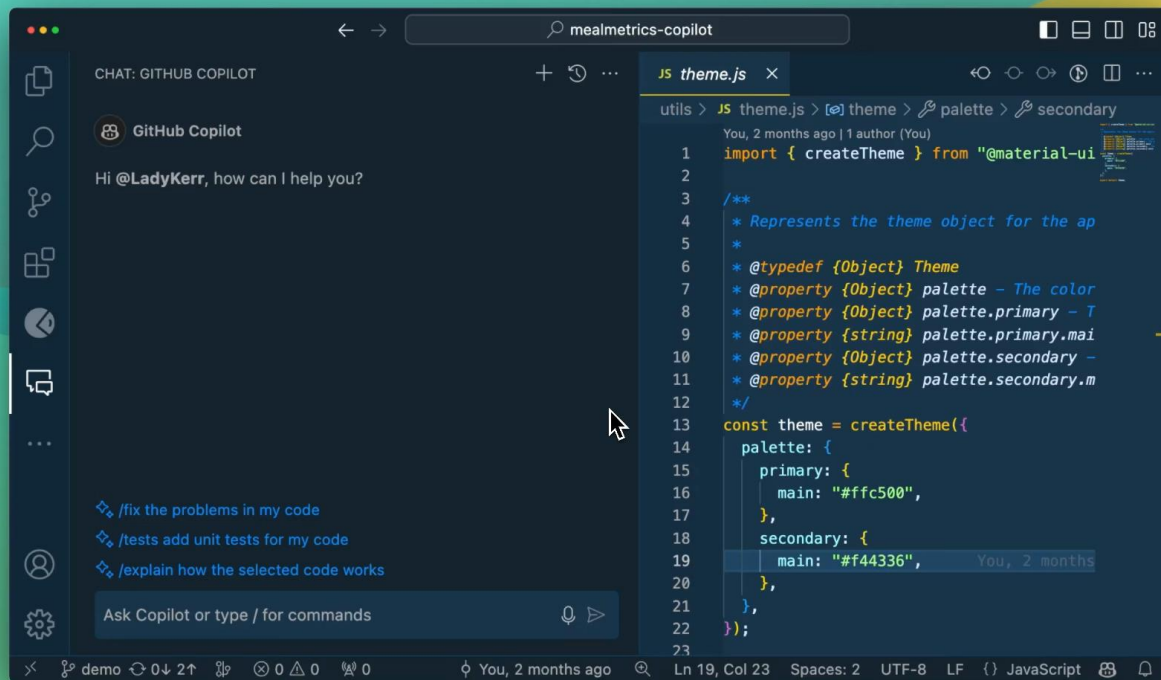 mealmetrics-copilot
CHAT: GITHUB COPILOT
GitHub Copilot
Hi @LadyKerr, how can I help you?
/fix the problems in my code
/tests add unit tests for my code
/explain how the selected code works
Ask Copilot or type / for commands
JS theme.js
utils > JS theme.js > theme > palette > secondary
You, 2 months ago | 1 author (You)
1 import { createTheme } from "@material-ui
2
3 /**
4 * Represents the theme object for the ap
5 *
6 * @typedef {Object} Theme
7 * @property {Object} palette - The color
8 * @property {Object} palette.primary - T
9 * @property {string} palette.primary.mai
10 * @property {Object} palette.secondary -
11 * @property {string} palette.secondary.m
12 */
13 const theme = createTheme({
14 palette: {
15 primary: {
16 main: "#ffc500",
17 },
18 secondary: {
19 main: "#f44336", You, 2 months
20 },
21 },
22 });
23
demo 0↓ 2↑ 0 0 0 You, 2 months ago Ln 19, Col 23 Spaces: 2 UTF-8 LF {} JavaScript